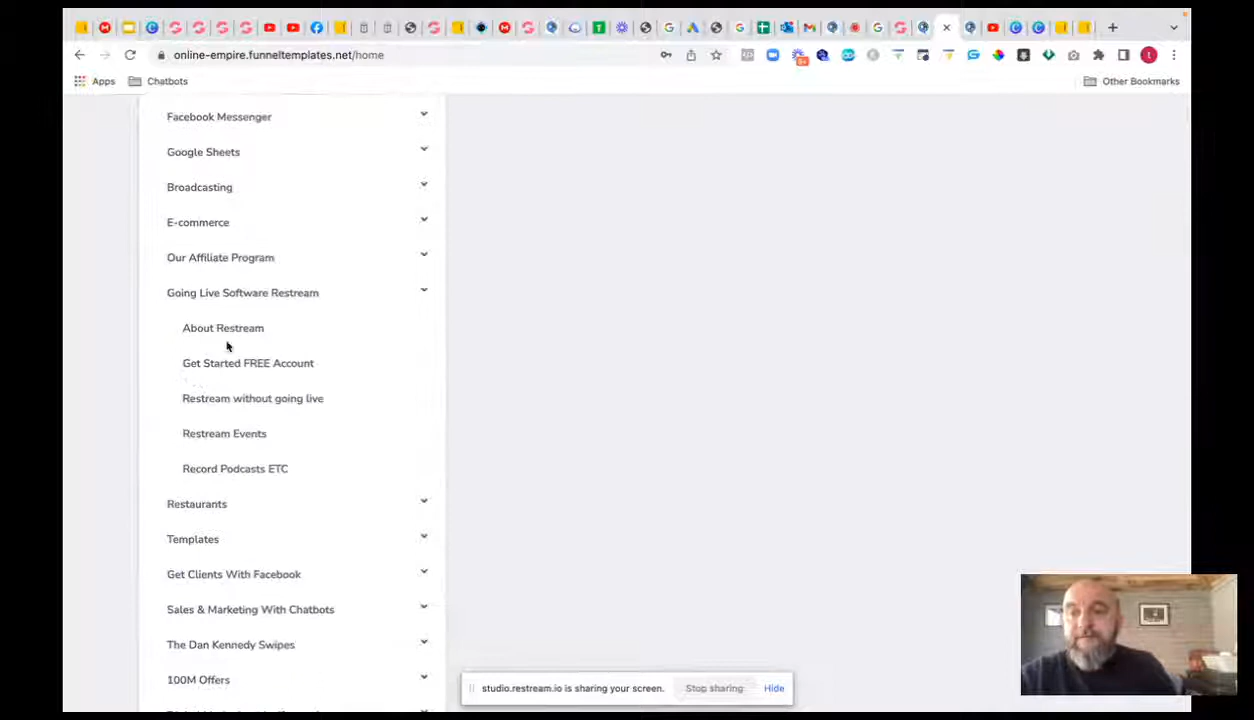 online-empire.funneltemplates.net/home
Apps
Chatbots
Other Bookmarks
Facebook Messenger
Google Sheets
Broadcasting
E-commerce
Our Affiliate Program
Going Live Software Restream
About Restream
Get Started FREE Account
Restream without going live
Restream Events
Record Podcasts ETC
Restaurants
Templates
Get Clients With Facebook
Sales & Marketing With Chatbots
The Dan Kennedy Swipes
100M Offers
studio.restream.io is sharing your screen.
Stop sharing
Hide